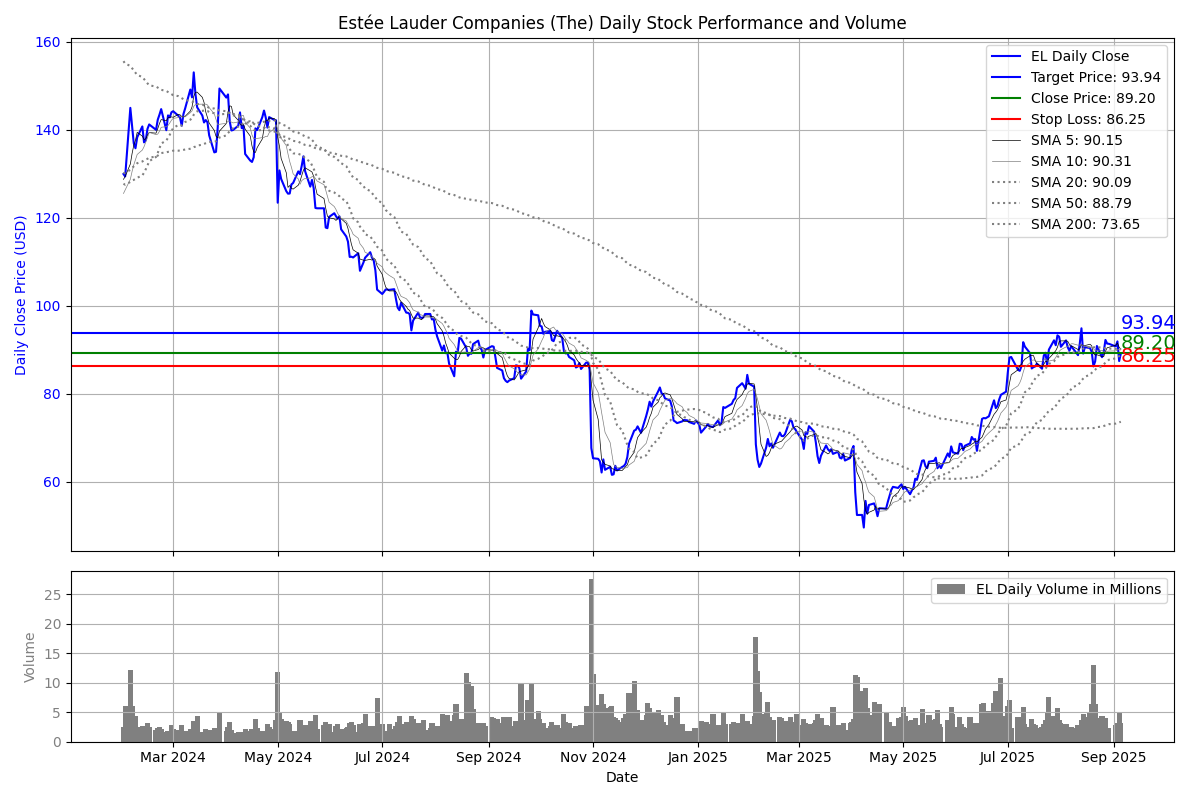 Estée Lauder Companies (The) Daily Stock Performance and Volume
Daily Close Price (USD)
160
140
120
100
80
60
EL Daily Close
Target Price: 93.94
Close Price: 89.20
Stop Loss: 86.25
SMA 5: 90.15
SMA 10: 90.31
SMA 20: 90.09
SMA 50: 88.79
SMA 200: 73.65
93.94
89.20
86.25
Volume
25
20
15
10
5
0
EL Daily Volume in Millions
Mar 2024 May 2024 Jul 2024 Sep 2024 Nov 2024 Jan 2025 Mar 2025 May 2025 Jul 2025 Sep 2025
Date